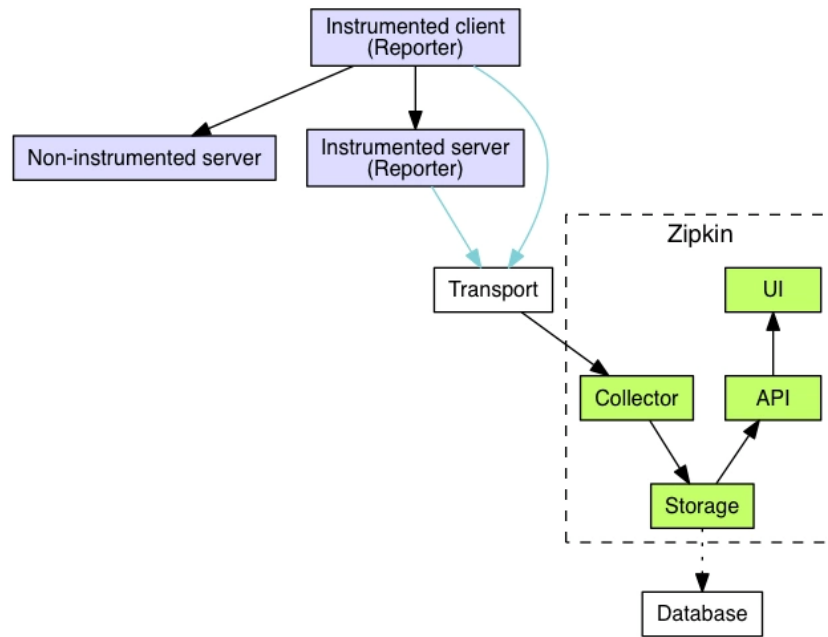 Instrumented client
(Reporter)
Non-instrumented server
Instrumented server
(Reporter)
Zipkin
Transport
UI
Collector
API
Storage
Database